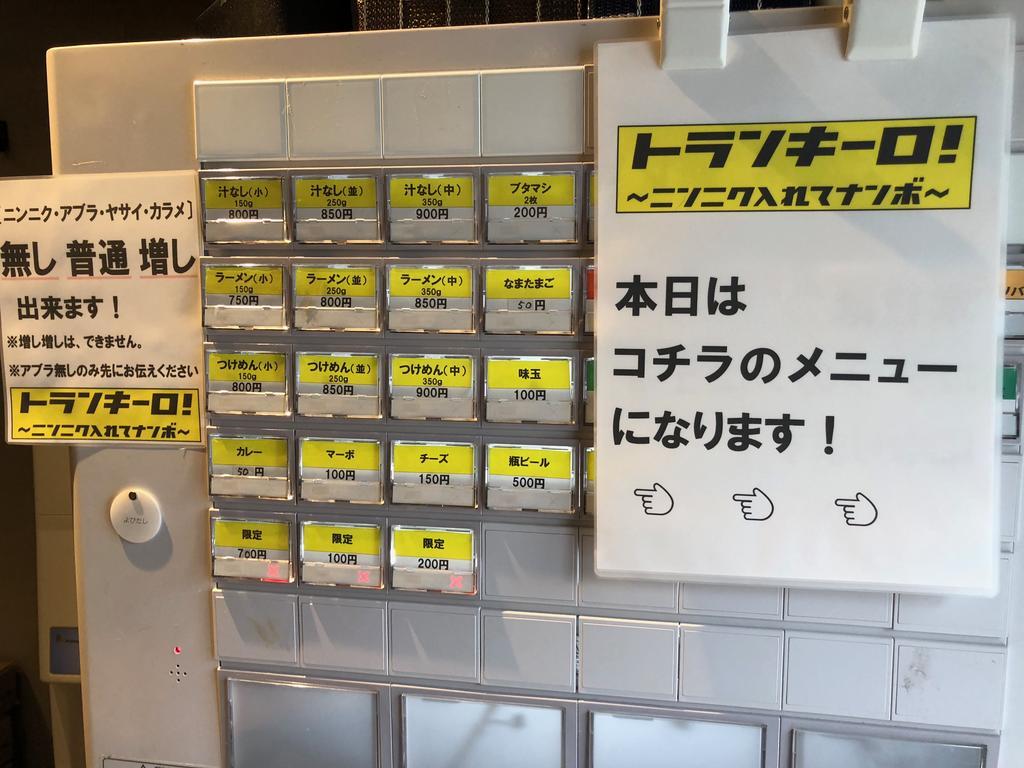 [ニンニク・アブラ・ヤサイ・カラメ]
無し 普通 増し
出来ます！
※増し増しは、できません。
※アブラ無しのみ先にお伝えください
トランキーロ!
～ニンニク入れてナンボ～
よびだし
汁なし(小) 150g 800円
汁なし(並) 250g 850円
汁なし(中) 350g 900円
ブタマシ 2枚 200円
ラーメン(小) 150g 750円
ラーメン(並) 250g 800円
ラーメン(中) 350g 850円
なまたまご 50円
つけめん(小) 150g 800円
つけめん(並) 250g 850円
つけめん(中) 350g 900円
味玉 100円
カレー 50円
マーボ 100円
チーズ 150円
瓶ビール 500円
限定 700円
限定 100円
限定 200円
トランキーロ!
～ニンニク入れてナンボ～
本日は
コチラのメニュー
になります！